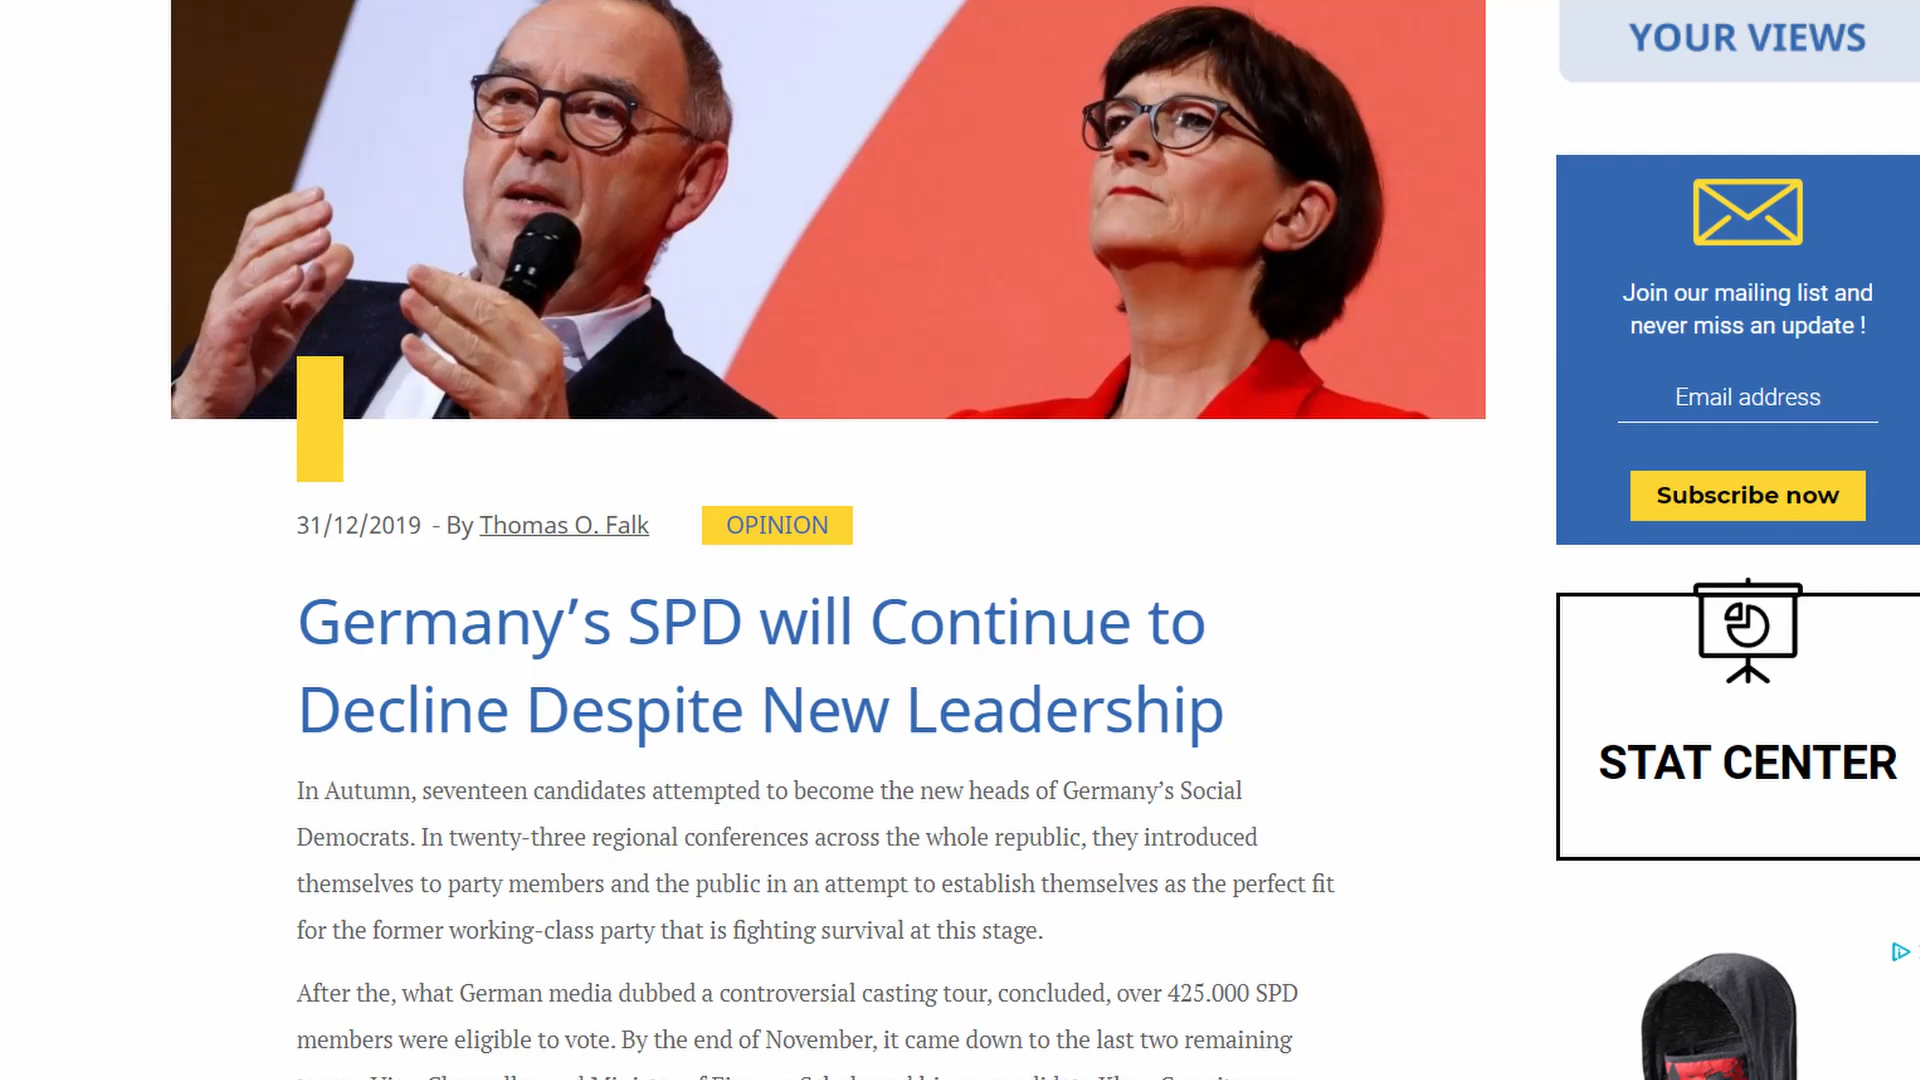 YOUR VIEWS
Join our mailing list and
never miss an update !
Email address
Subscribe now
31/12/2019 - By Thomas O. Falk
OPINION
Germany’s SPD will Continue to
Decline Despite New Leadership
In Autumn, seventeen candidates attempted to become the new heads of Germany’s Social
Democrats. In twenty-three regional conferences across the whole republic, they introduced
themselves to party members and the public in an attempt to establish themselves as the perfect fit
for the former working-class party that is fighting survival at this stage.
After the, what German media dubbed a controversial casting tour, concluded, over 425.000 SPD
members were eligible to vote. By the end of November, it came down to the last two remaining
STAT CENTER